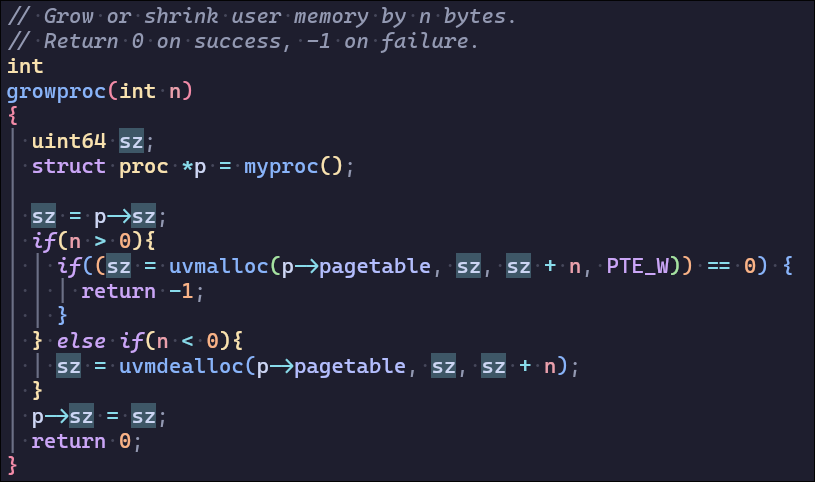 // Grow or shrink user memory by n bytes.
// Return 0 on success, -1 on failure.
int
growproc(int n)
{
  uint64 sz;
  struct proc *p = myproc();

  sz = p->sz;
  if(n > 0){
    if((sz = uvmalloc(p->pagetable, sz, sz + n, PTE_W)) == 0) {
      return -1;
    }
  } else if(n < 0){
    sz = uvmdealloc(p->pagetable, sz, sz + n);
  }
  p->sz = sz;
  return 0;
}